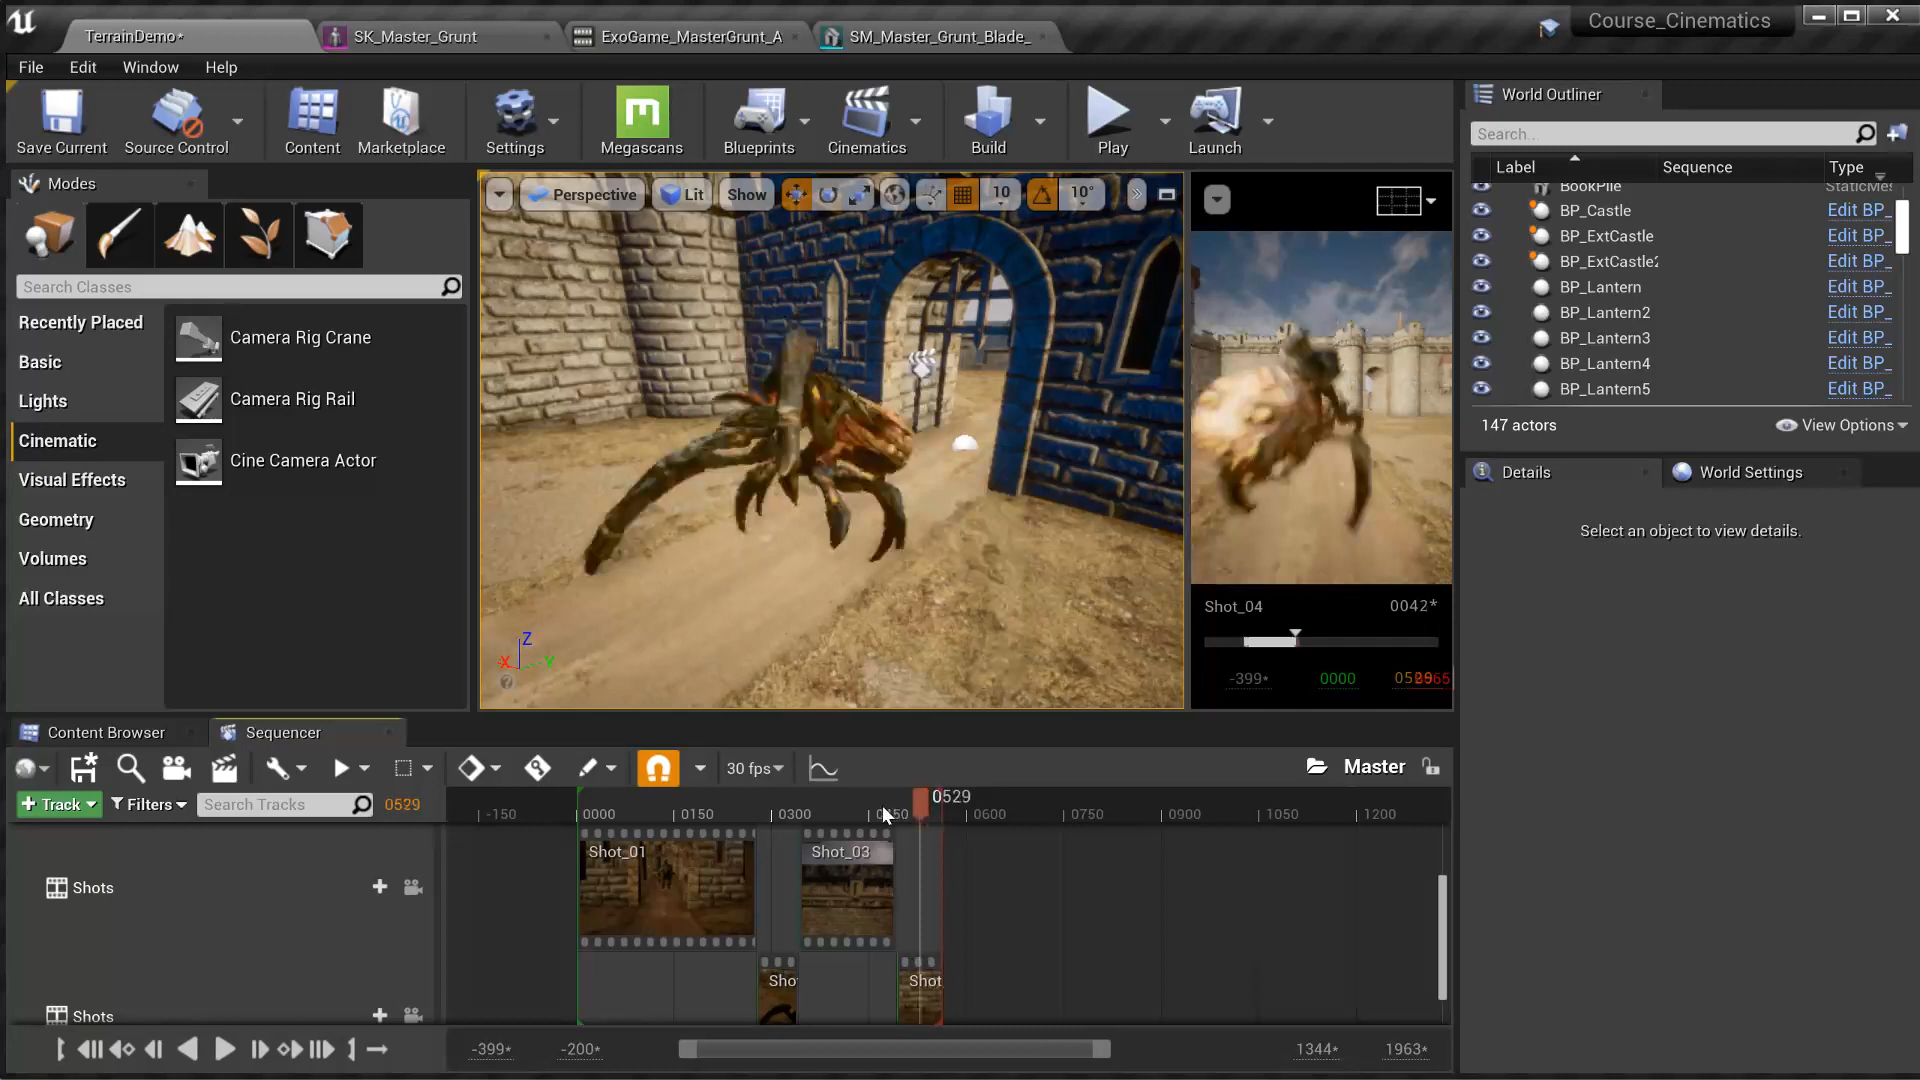 TerrainDemo*
SK_Master_Grunt
ExoGame_MasterGrunt_A
SM_Master_Grunt_Blade_
Course_Cinematics
File Edit Window Help
Save Current
Source Control
Content
Marketplace
Settings
Megascans
Blueprints
Cinematics
Build
Play
Launch
World Outliner
Search...
Label Sequence Type
BookPile StaticMes
BP_Castle Edit BP_
BP_ExtCastle Edit BP_
BP_ExtCastle2 Edit BP_
BP_Lantern Edit BP_
BP_Lantern2 Edit BP_
BP_Lantern3 Edit BP_
BP_Lantern4 Edit BP_
BP_Lantern5 Edit BP_
147 actors
View Options
Details
World Settings
Select an object to view details.
Modes
Search Classes
Recently Placed
Basic
Lights
Cinematic
Visual Effects
Geometry
Volumes
All Classes
Camera Rig Crane
Camera Rig Rail
Cine Camera Actor
Perspective
Lit
Show
10
10°
Z
X
Y
Shot_04 0042*
-399* 0000
Content Browser
Sequencer
30 fps
Master
+ Track
Filters
Search Tracks
0529
0529
-150 0000 0150 0300 0600 0750 0900 1050 1200
Shot_01
Shot_03
Shots
Sho
Shot
Shots
-399* -200* 1344* 1963*